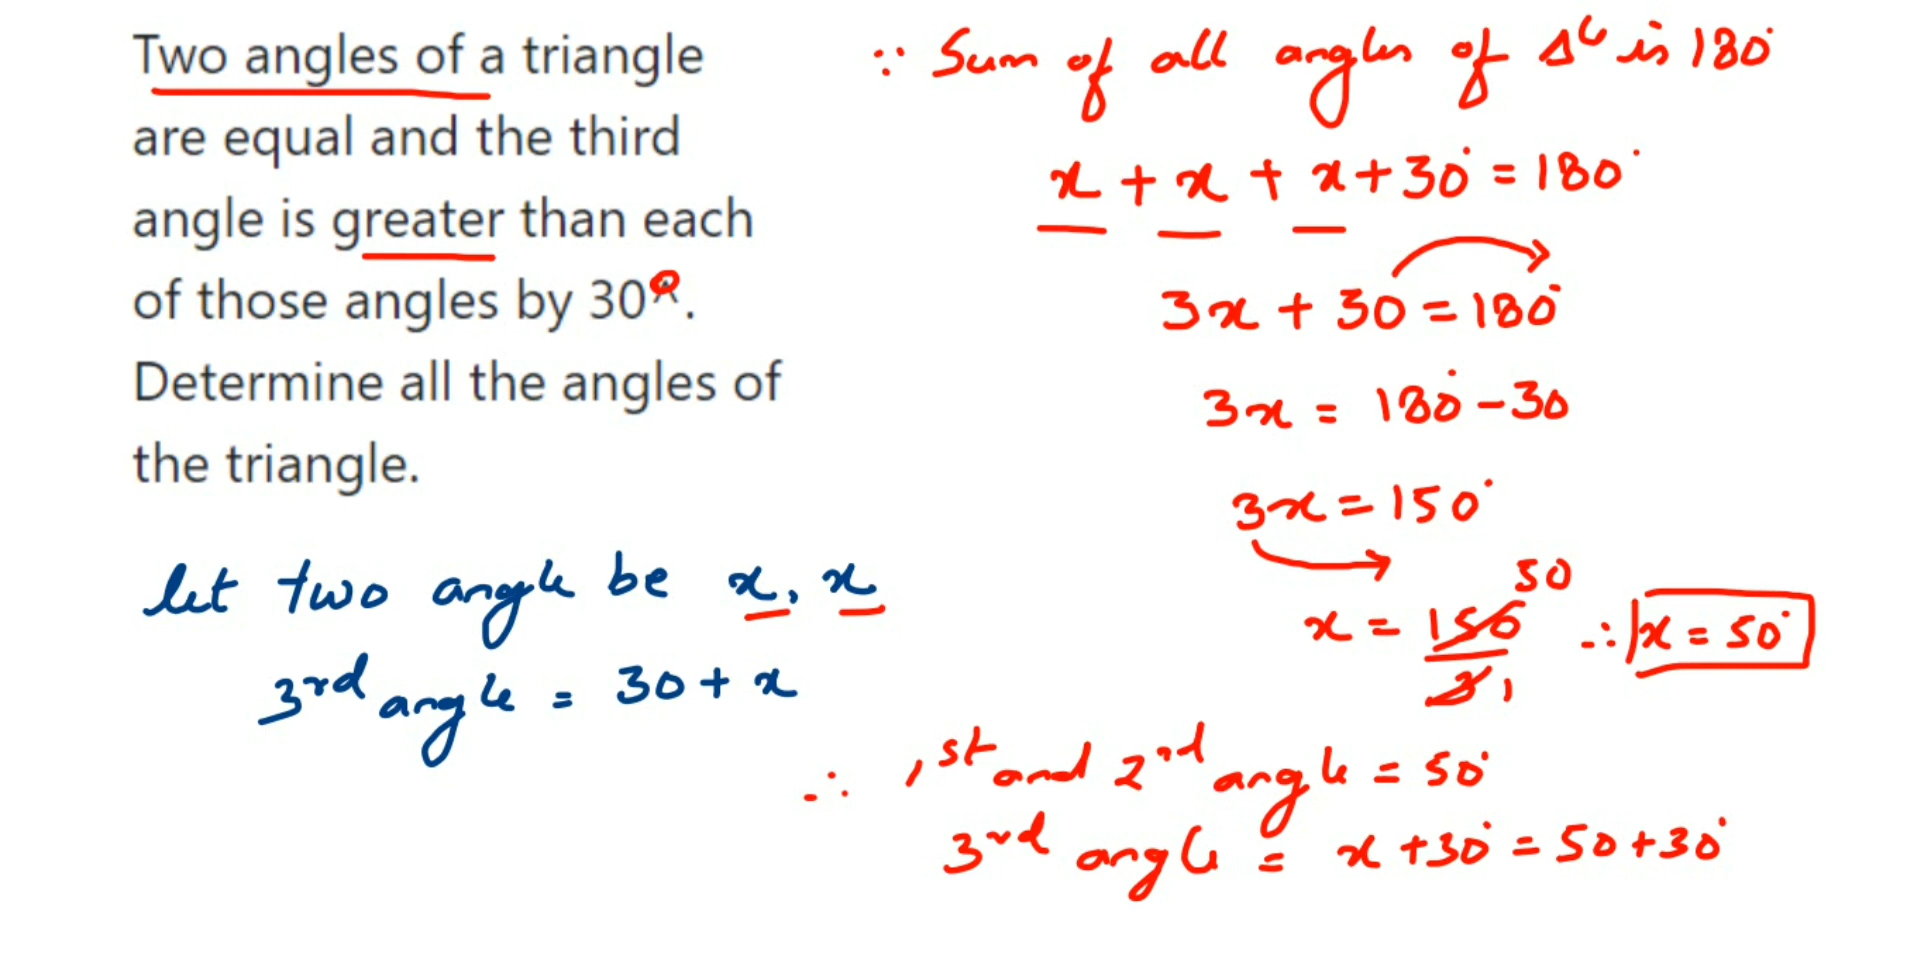 Two angles of a triangle
are equal and the third
angle is greater than each
of those angles by 30°.
Determine all the angles of
the triangle.
let two angle be x, x
3rd angle = 30 + x
∵ Sum of all angles of Δle is 180°
x + x + x + 30° = 180°
3x + 30 = 180°
3x = 180° - 30
3x = 150°
x = 150/3 50 1 ∴ x = 50°
∴ 1st and 2nd angle = 50°
3rd angle = x + 30° = 50 + 30°